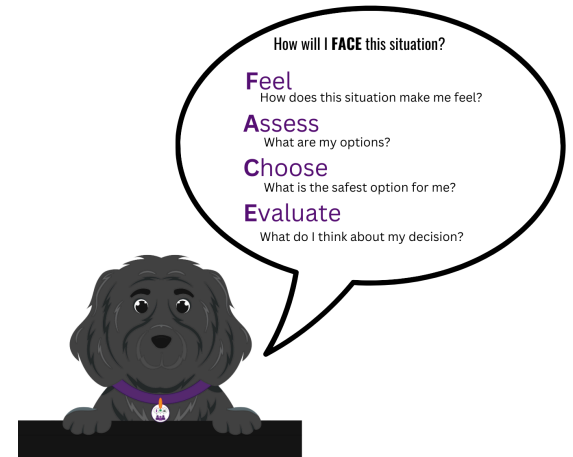 How will I FACE this situation?
Feel
How does this situation make me feel?
Assess
What are my options?
Choose
What is the safest option for me?
Evaluate
What do I think about my decision?